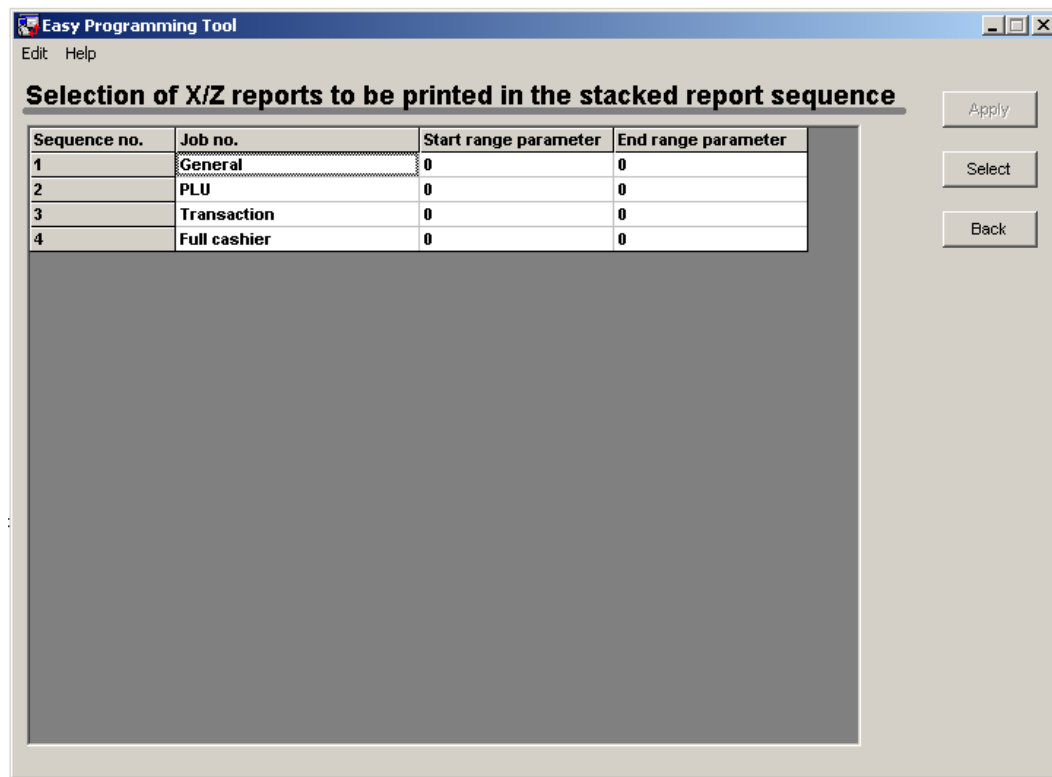 Easy Programming Tool
Edit Help
Selection of X/Z reports to be printed in the stacked report sequence
Apply
Sequence no. Job no. Start range parameter End range parameter
1 General 0 0
Select
2 PLU 0 0
3 Transaction 0 0
Back
4 Full cashier 0 0
: